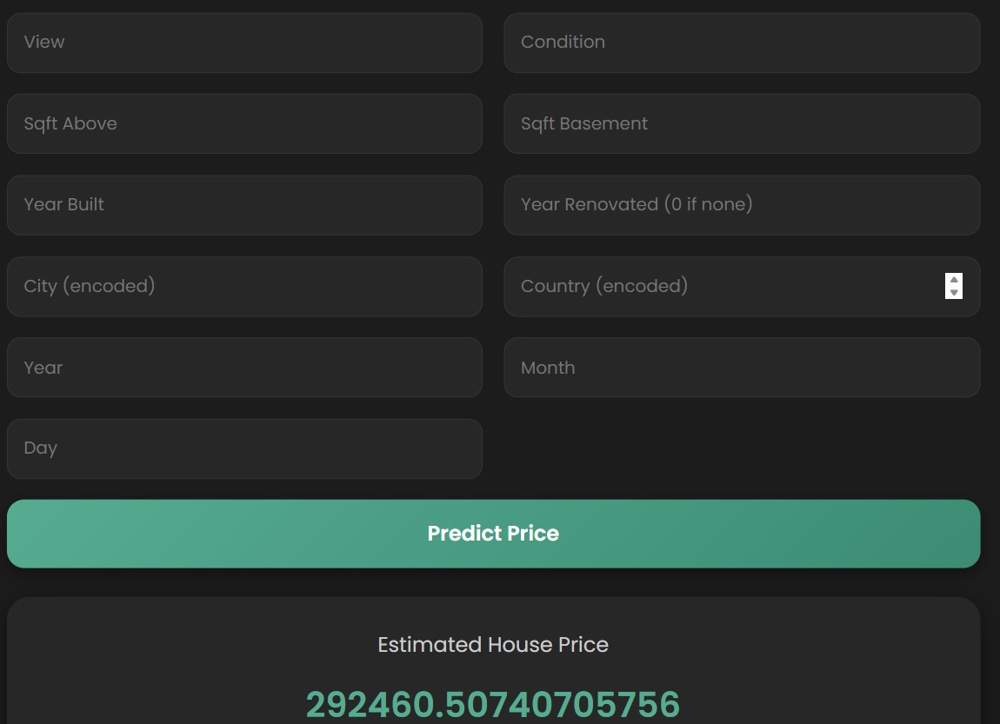 View
Condition
Sqft Above
Sqft Basement
Year Built
Year Renovated (0 if none)
City (encoded)
Country (encoded)
Year
Month
Day
Predict Price
Estimated House Price
292460.50740705756